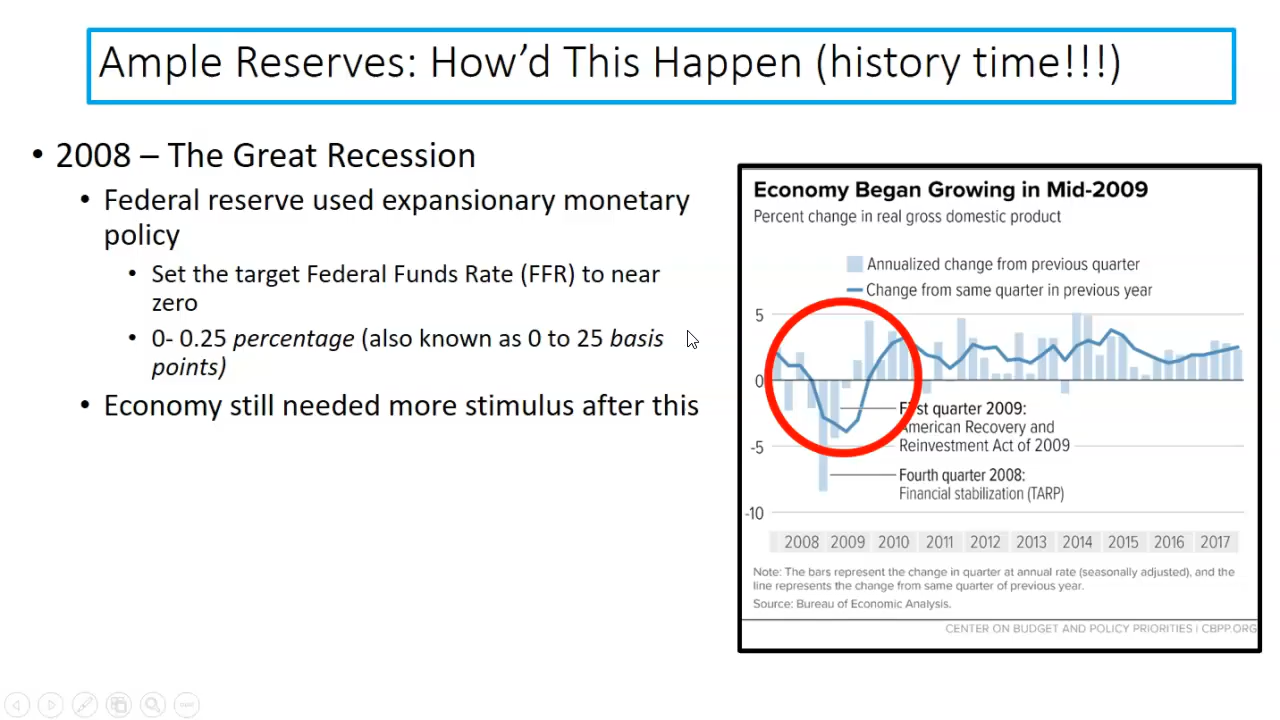 Ample Reserves: How’d This Happen (history time!!!)
• 2008 – The Great Recession
• Federal reserve used expansionary monetary
policy
• Set the target Federal Funds Rate (FFR) to near
zero
• 0- 0.25 percentage (also known as 0 to 25 basis
points)
• Economy still needed more stimulus after this
Economy Began Growing in Mid-2009
Percent change in real gross domestic product
Annualized change from previous quarter
Change from same quarter in previous year
5
0
-5
-10
First quarter 2009:
American Recovery and
Reinvestment Act of 2009
Fourth quarter 2008:
Financial stabilization (TARP)
2008 2009 2010 2011 2012 2013 2014 2015 2016 2017
Note: The bars represent the change in quarter at annual rate (seasonally adjusted), and the
line represents the change from same quarter of previous year.
Source: Bureau of Economic Analysis.
CENTER ON BUDGET AND POLICY PRIORITIES | CBPP.ORG